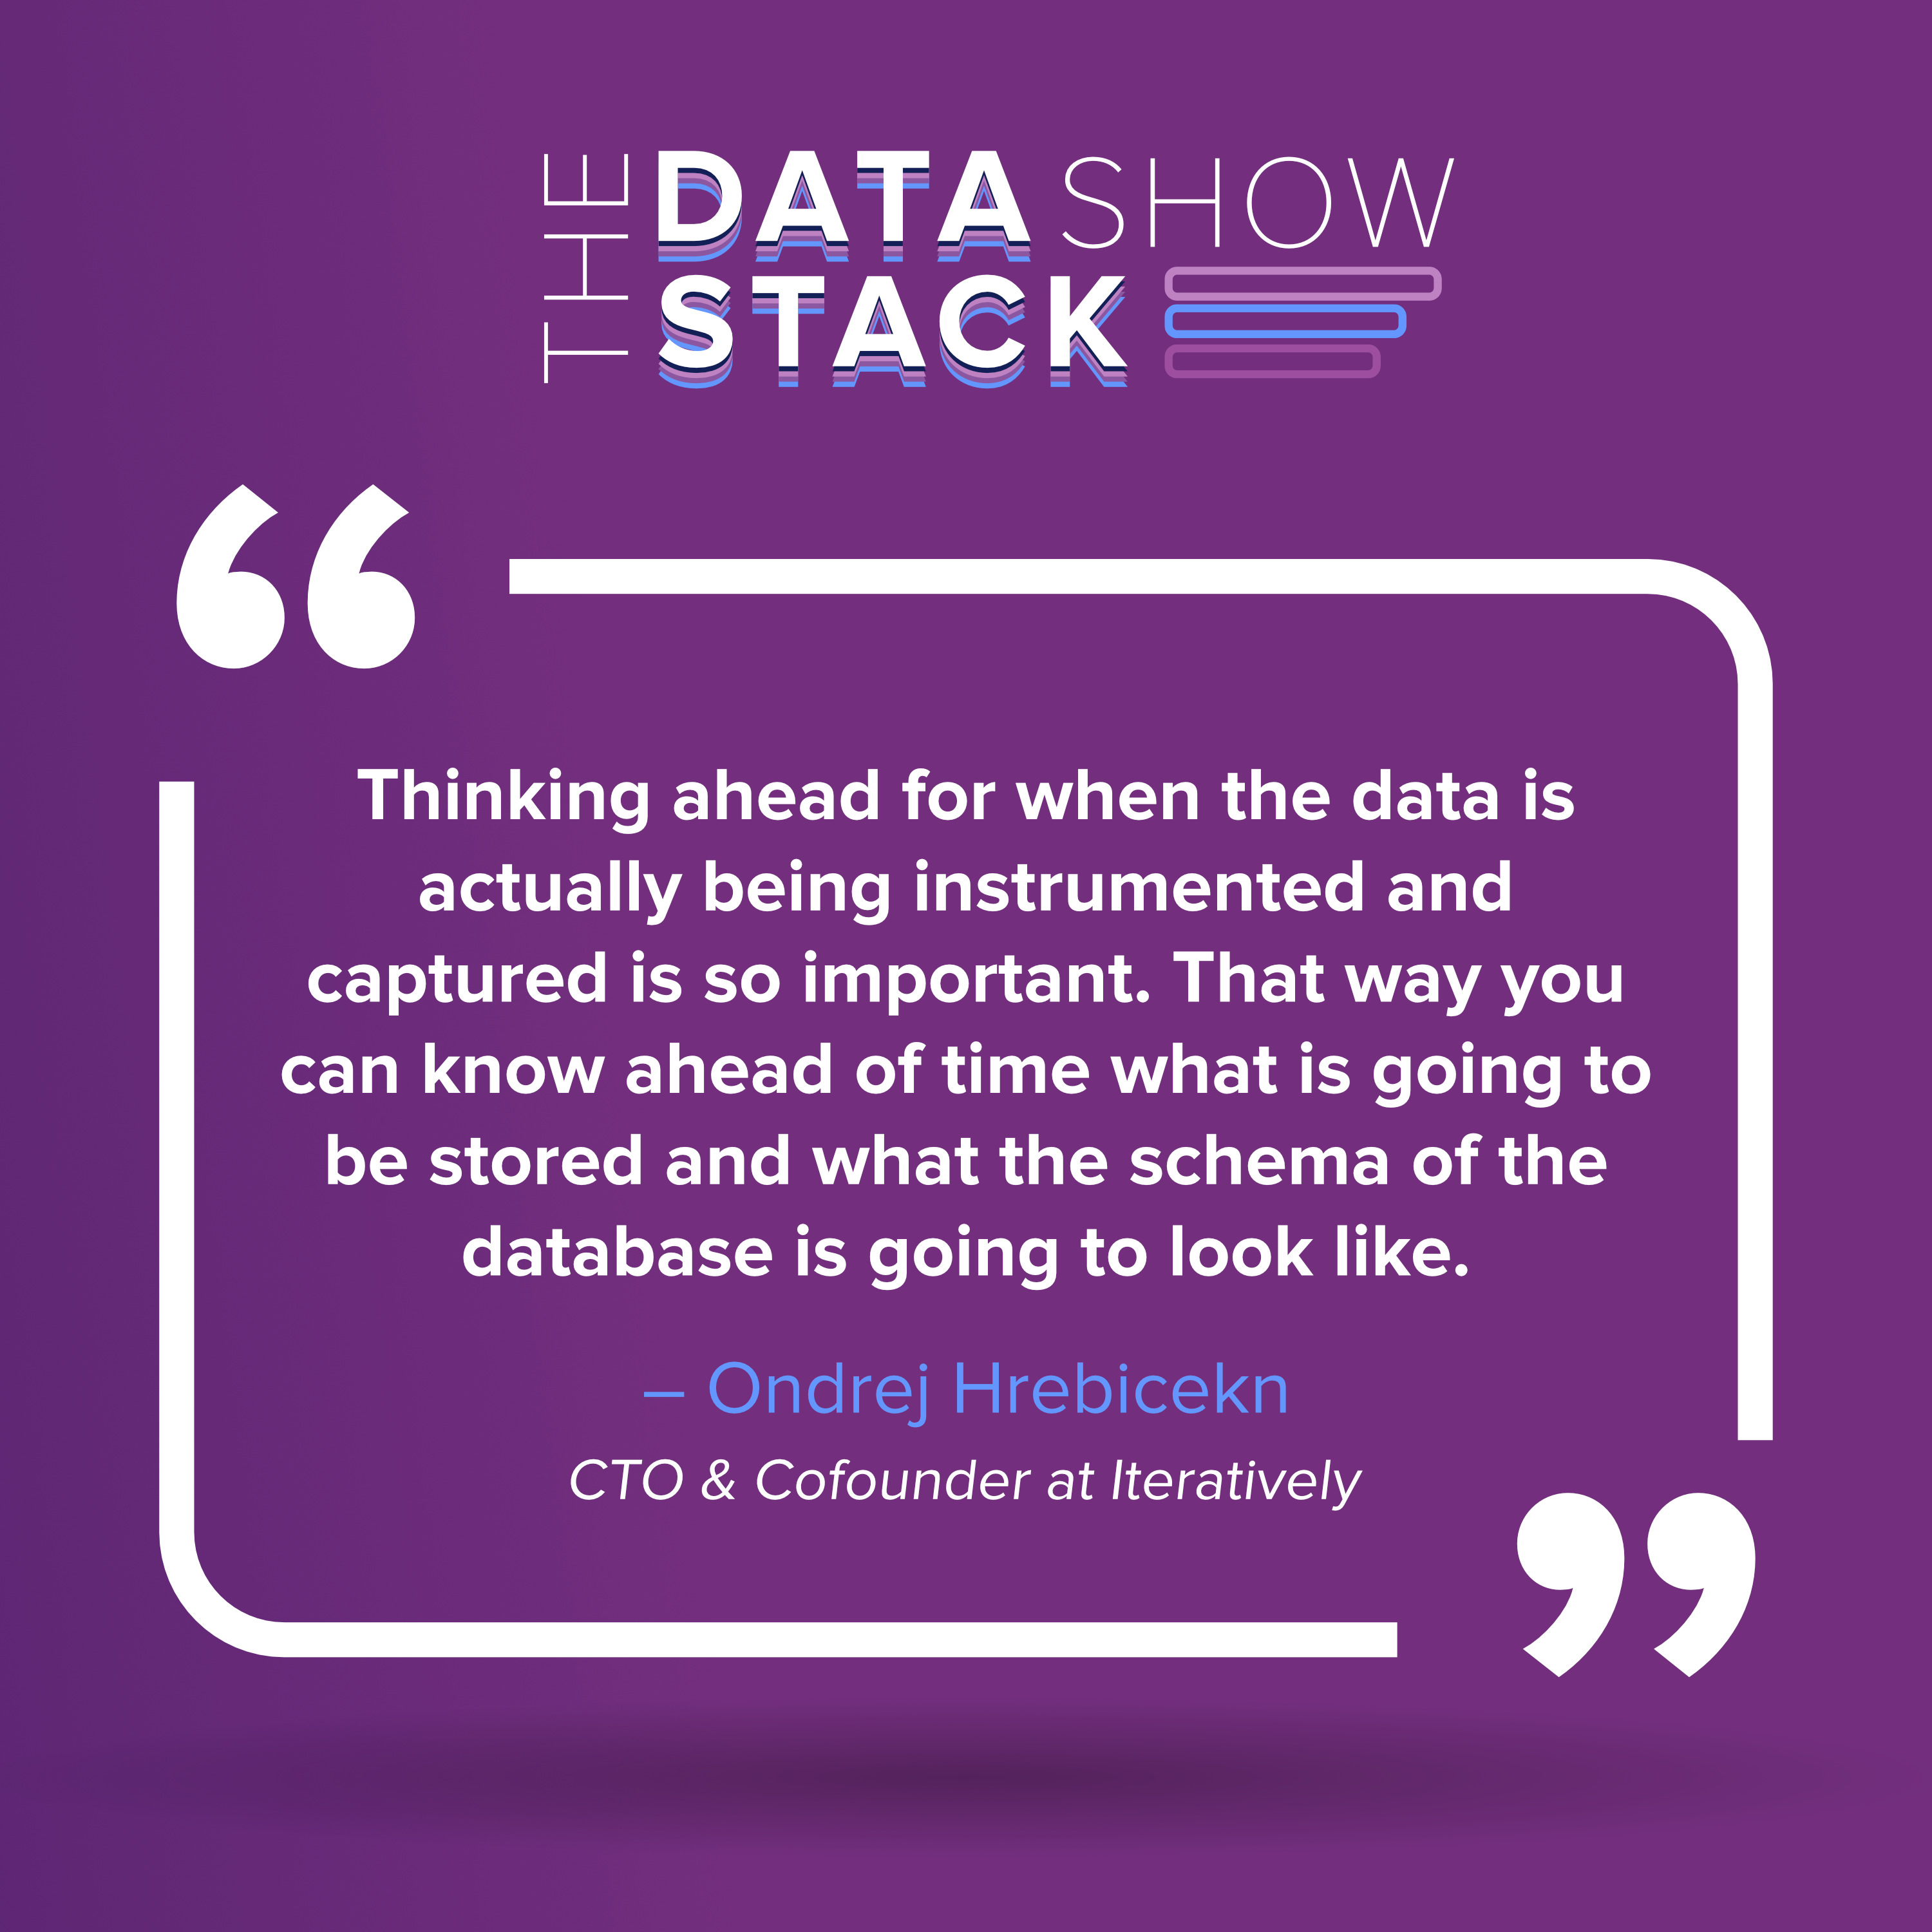 THE DATA SHOW
STACK
Thinking ahead for when the data is
actually being instrumented and
captured is so important. That way you
can know ahead of time what is going to
be stored and what the schema of the
database is going to look like.
— Ondrej Hrebicekn
CTO & Cofounder at Iteratively